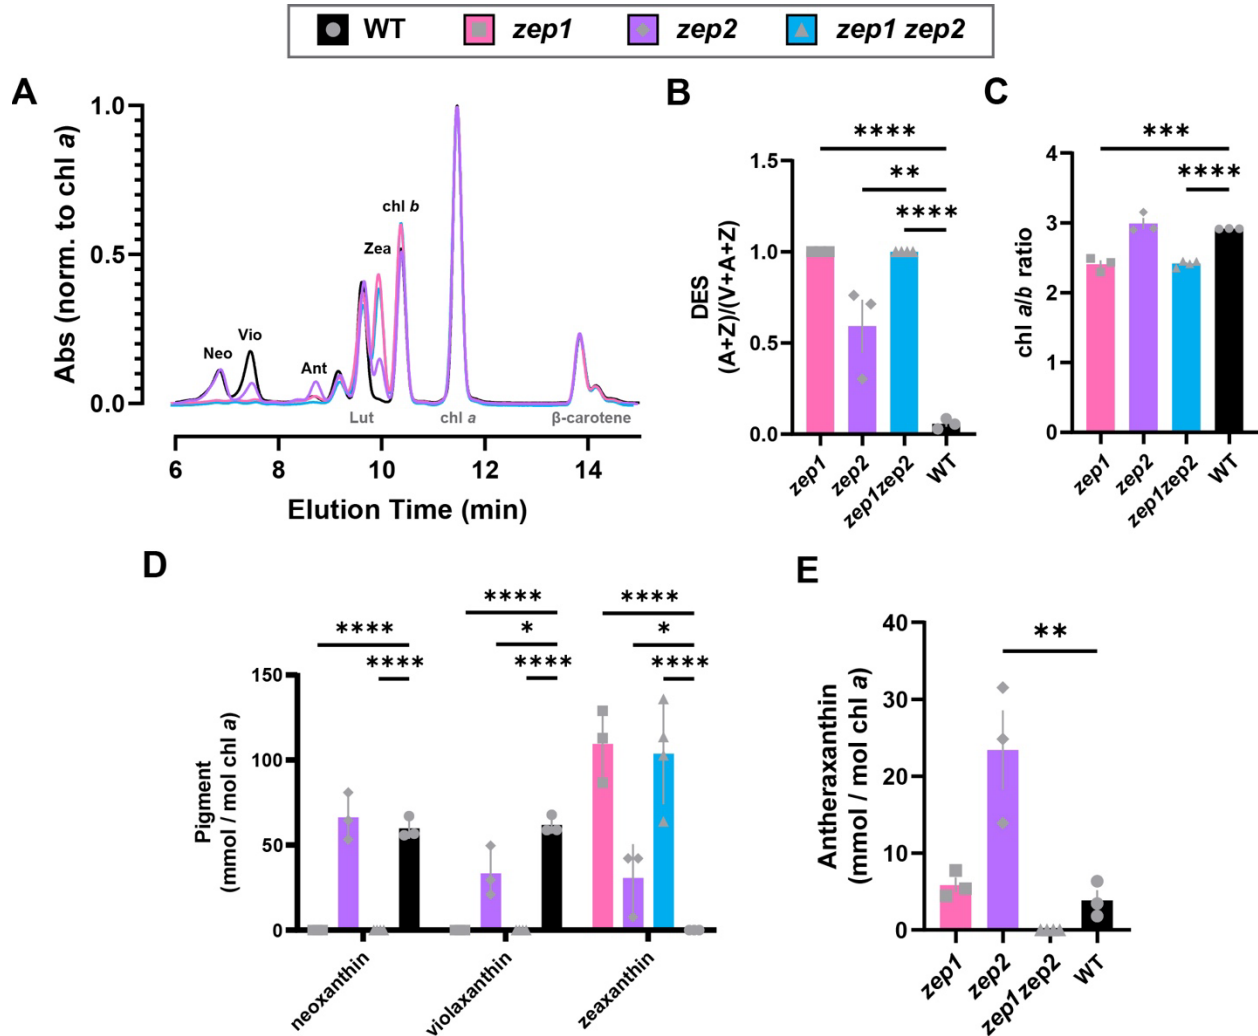 WT zep1 zep2 zep1 zep2
A
Abs (norm. to chl a)
1.0
0.5
0.0
Neo
Vio
Ant
Zea
chl b
Lut
chl a
β-carotene
6 8 10 12 14
Elution Time (min)
B
DES
(A+Z)/(V+A+Z)
****
**
****
1.5
1.0
0.5
0.0
zep1 zep2 zep1zep2 WT
C
chl a/b ratio
***
****
4
3
2
1
0
zep1 zep2 zep1zep2 WT
D
Pigment
(mmol / mol chl a)
**** 
****
****
*
****
****
*
****
150
100
50
0
neoxanthin violaxanthin zeaxanthin
E
Antheraxanthin
(mmol / mol chl a)
**
40
30
20
10
0
zep1 zep2 zep1zep2 WT